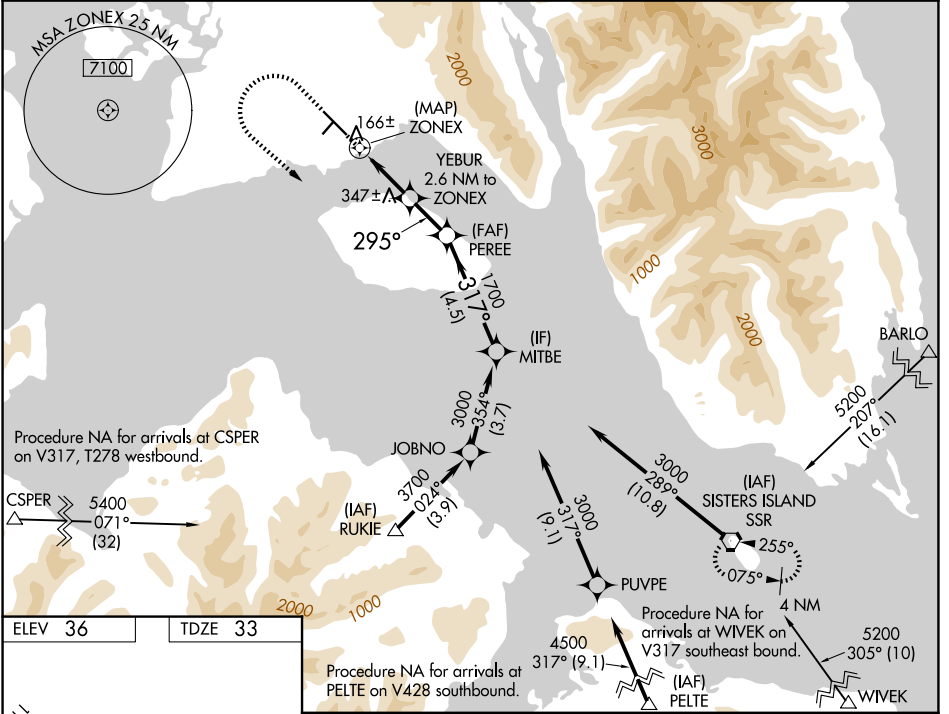 MSA ZONEX 25 NM
7100
2000
3000
1000
2000
166±
(MAP)
ZONEX
YEBUR
2.6 NM to
ZONEX
347±
295°
(FAF)
PEREE
1700
317°
(4.5)
(IF)
MITBE
3000
354°
(3.7)
JOBNO
3700
024°
(3.9)
(IAF)
RUKIE
BARLO
5200
207°
(16.1)
Procedure NA for arrivals at CSPER
on V317, T278 westbound.
CSPER
5400
071°
(32)
3000
317°
(9.1)
3000
289°
(10.8)
(IAF)
SISTERS ISLAND
SSR
255°
075°
4 NM
PUVPE
2000
1000
Procedure NA for
arrivals at WIVEK on
V317 southeast bound.
5200
305° (10)
WIVEK
4500
317° (9.1)
(IAF)
PELTE
Procedure NA for arrivals at
PELTE on V428 southbound.
ELEV 36
TDZE 33